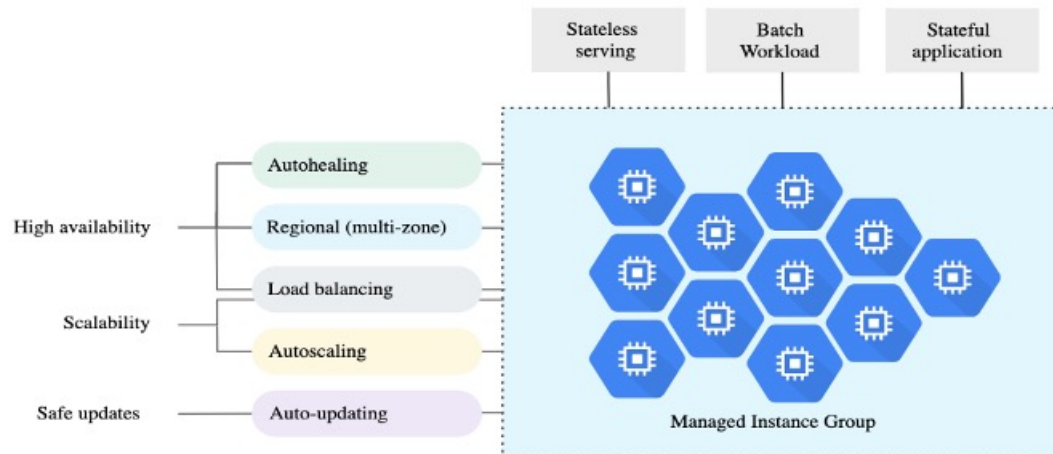 Stateless
serving
Batch
Workload
Stateful
application
Autohealing
High availability
Regional (multi-zone)
Load balancing
Scalability
Autoscaling
Safe updates
Auto-updating
Managed Instance Group